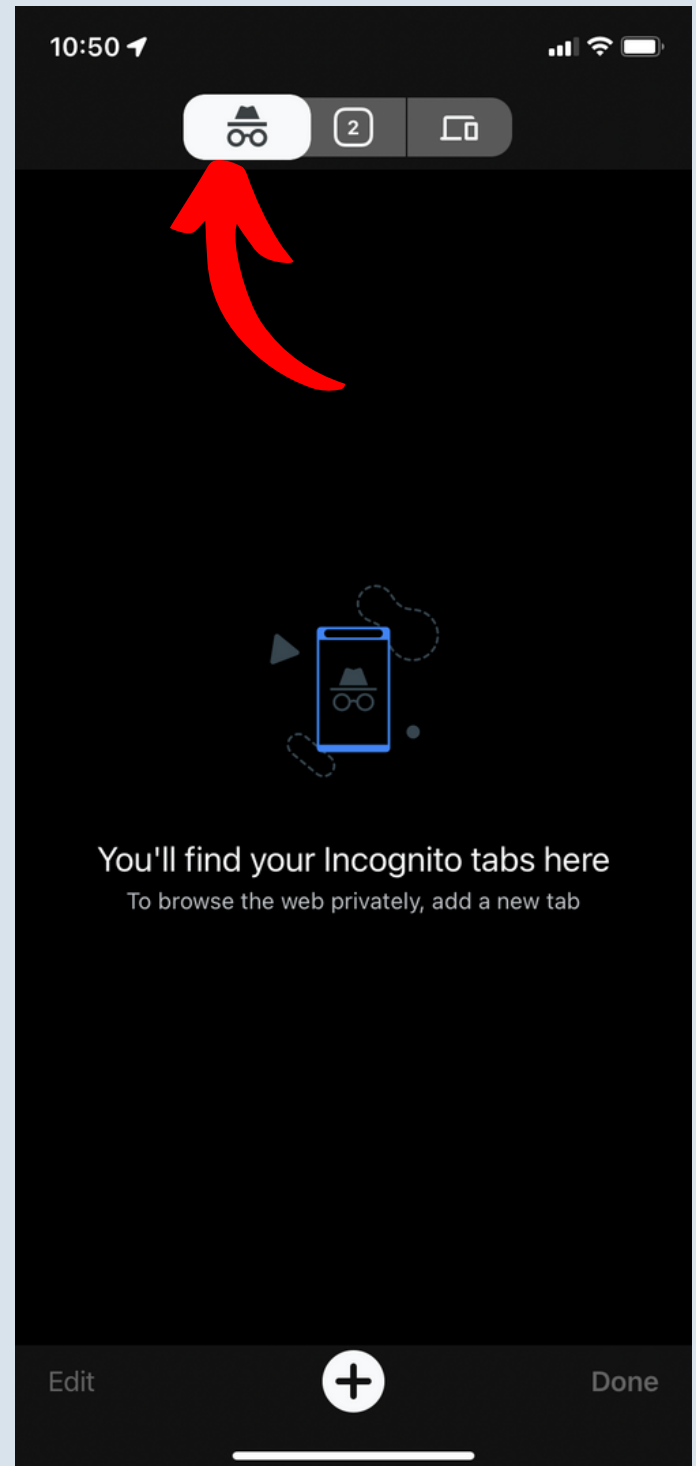 10:50
2
You'll find your Incognito tabs here
To browse the web privately, add a new tab
Edit
Done